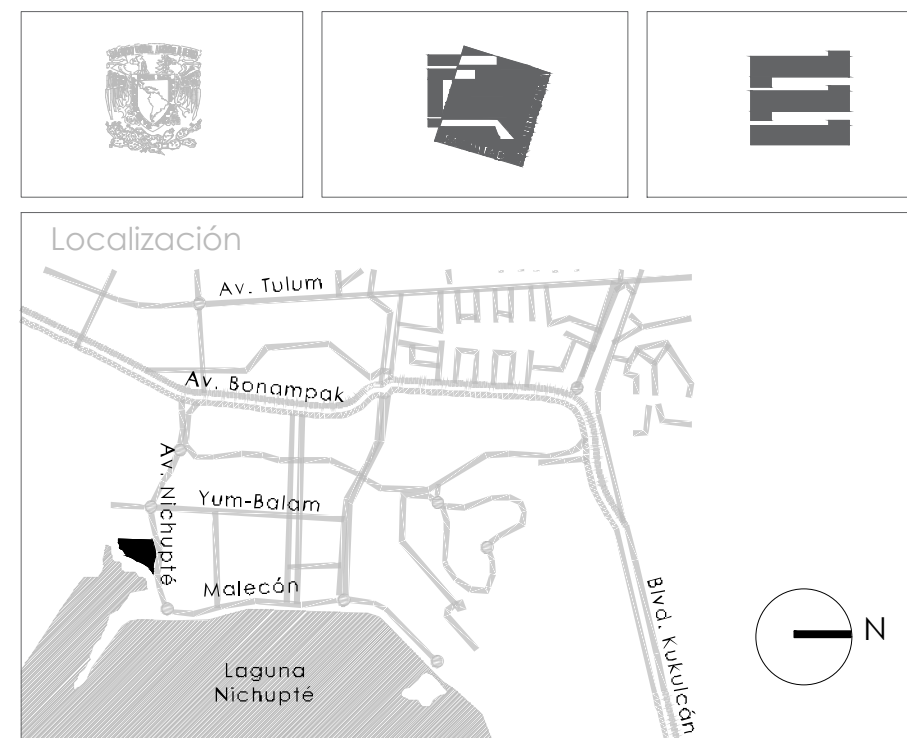 Localización
Av. Tulum
Av. Bonampak
Av. Nichupté
Yum-Balam
Malecón
Blvd. Kukulcán
N
Laguna
Nichupté